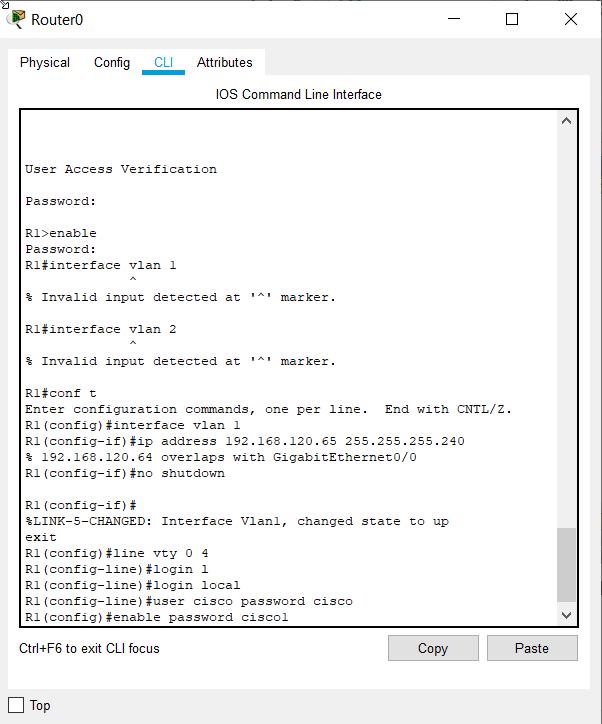 Router0
Physical Config CLI Attributes
IOS Command Line Interface
User Access Verification
Password:
R1>enable
Password:
R1#interface vlan 1
^
% Invalid input detected at '^' marker.
R1#interface vlan 2
^
% Invalid input detected at '^' marker.
R1#conf t
Enter configuration commands, one per line.  End with CNTL/Z.
R1(config)#interface vlan 1
R1(config-if)#ip address 192.168.120.65 255.255.255.240
% 192.168.120.64 overlaps with GigabitEthernet0/0
R1(config-if)#no shutdown
R1(config-if)#
%LINK-5-CHANGED: Interface Vlan1, changed state to up
exit
R1(config)#line vty 0 4
R1(config-line)#login l
R1(config-line)#login local
R1(config-line)#user cisco password cisco
R1(config)#enable password cisco1
Ctrl+F6 to exit CLI focus
Copy Paste
Top